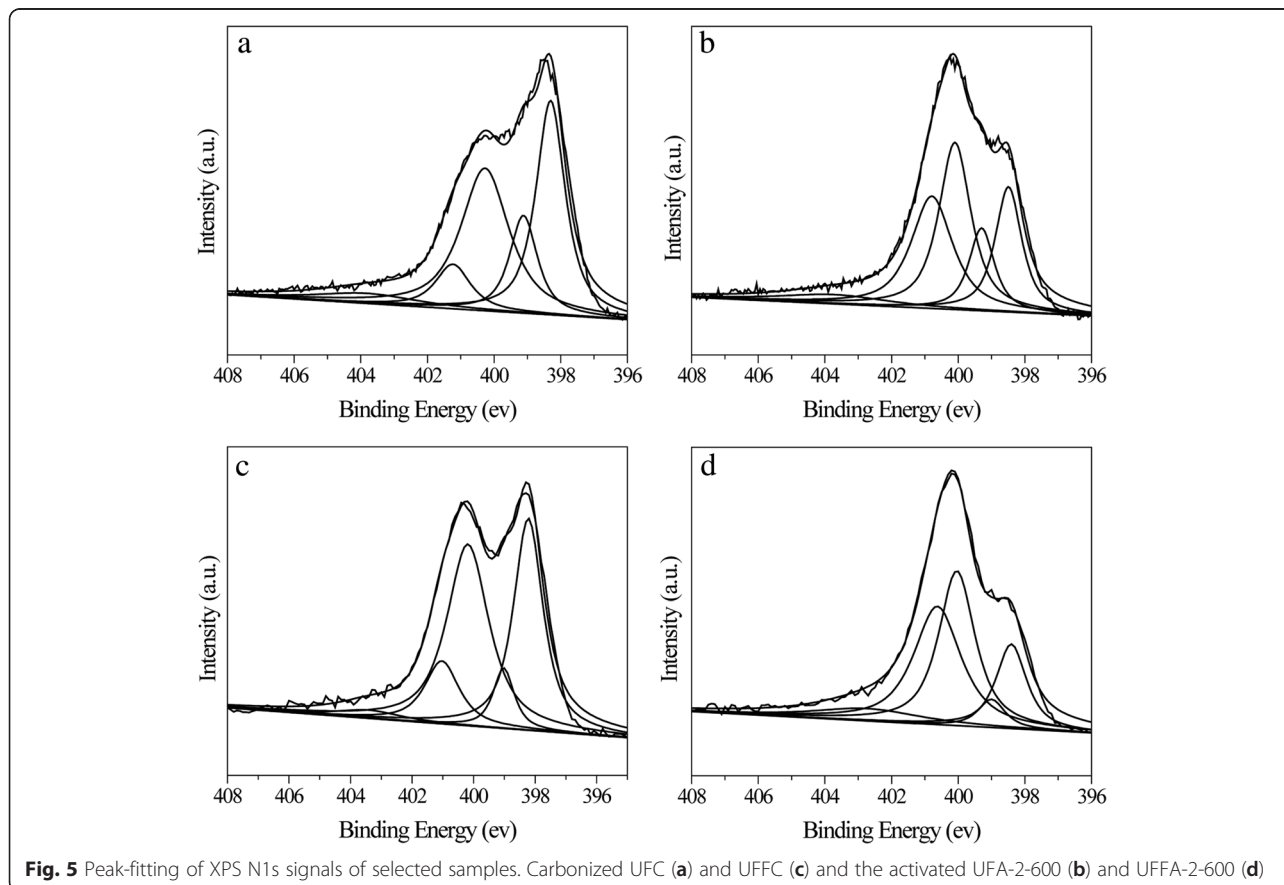 a
Intensity (a.u.)
408 406 404 402 400 398 396
Binding Energy (ev)
b
Intensity (a.u.)
408 406 404 402 400 398 396
Binding Energy (ev)
c
Intensity (a.u.)
408 406 404 402 400 398 396
Binding Energy (ev)
d
Intensity (a.u.)
408 406 404 402 400 398 396
Binding Energy (ev)
Fig. 5 Peak-fitting of XPS N1s signals of selected samples. Carbonized UFC (a) and UFFC (c) and the activated UFA-2-600 (b) and UFFA-2-600 (d)